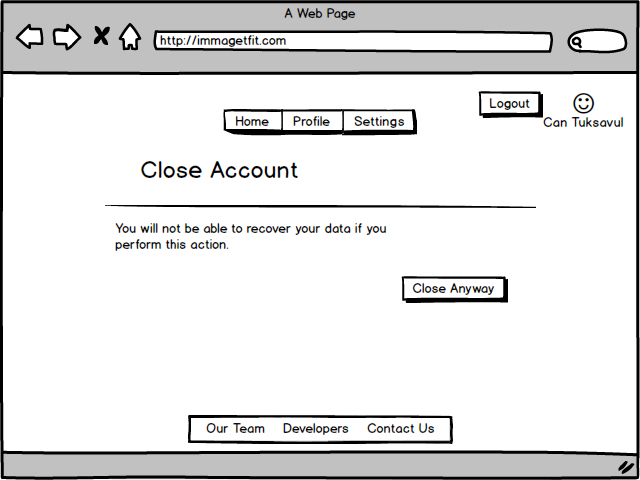 A Web Page
http://immagetfit.com
Logout
Can Tuksavul
Home Profile Settings
Close Account
You will not be able to recover your data if you
perform this action.
Close Anyway
Our Team Developers Contact Us